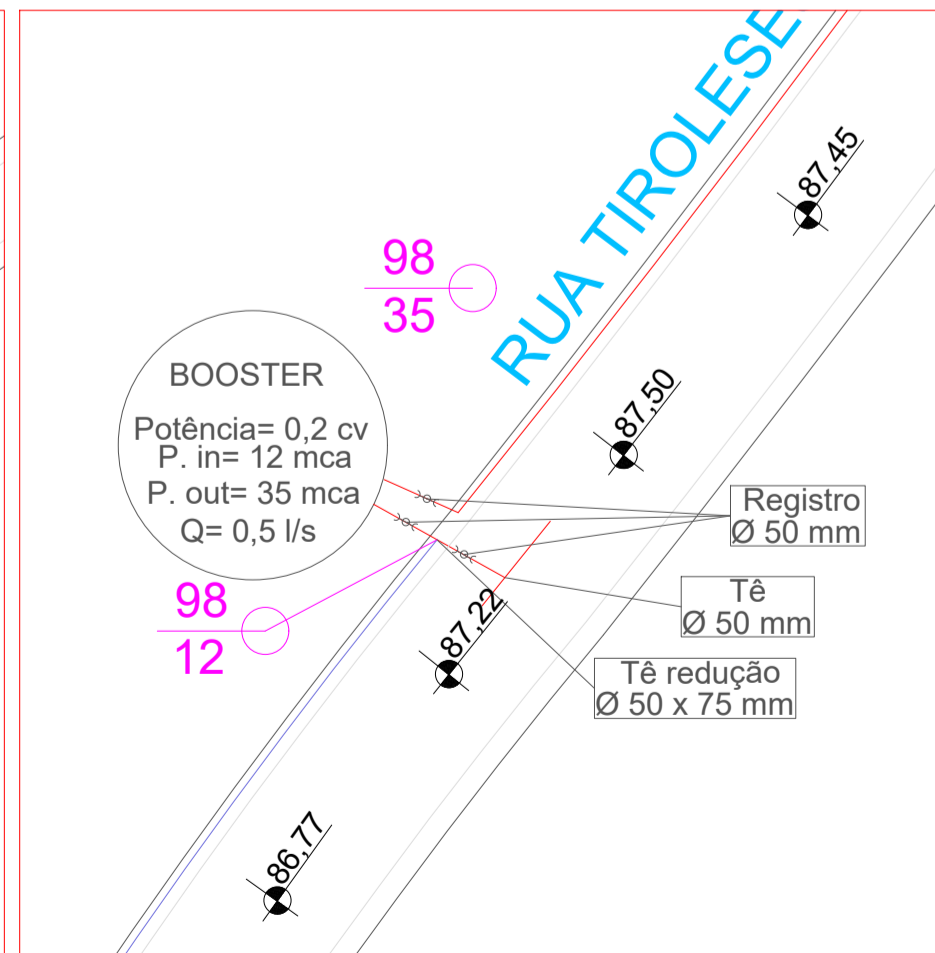 RUA TIROLESE
87,45
98
35
87,50
BOOSTER
Potência= 0,2 cv
P. in= 12 mca
P. out= 35 mca
Q= 0,5 l/s
Registro
Ø 50 mm
Tê
Ø 50 mm
98
12
87,22
Tê redução
Ø 50 x 75 mm
86,77